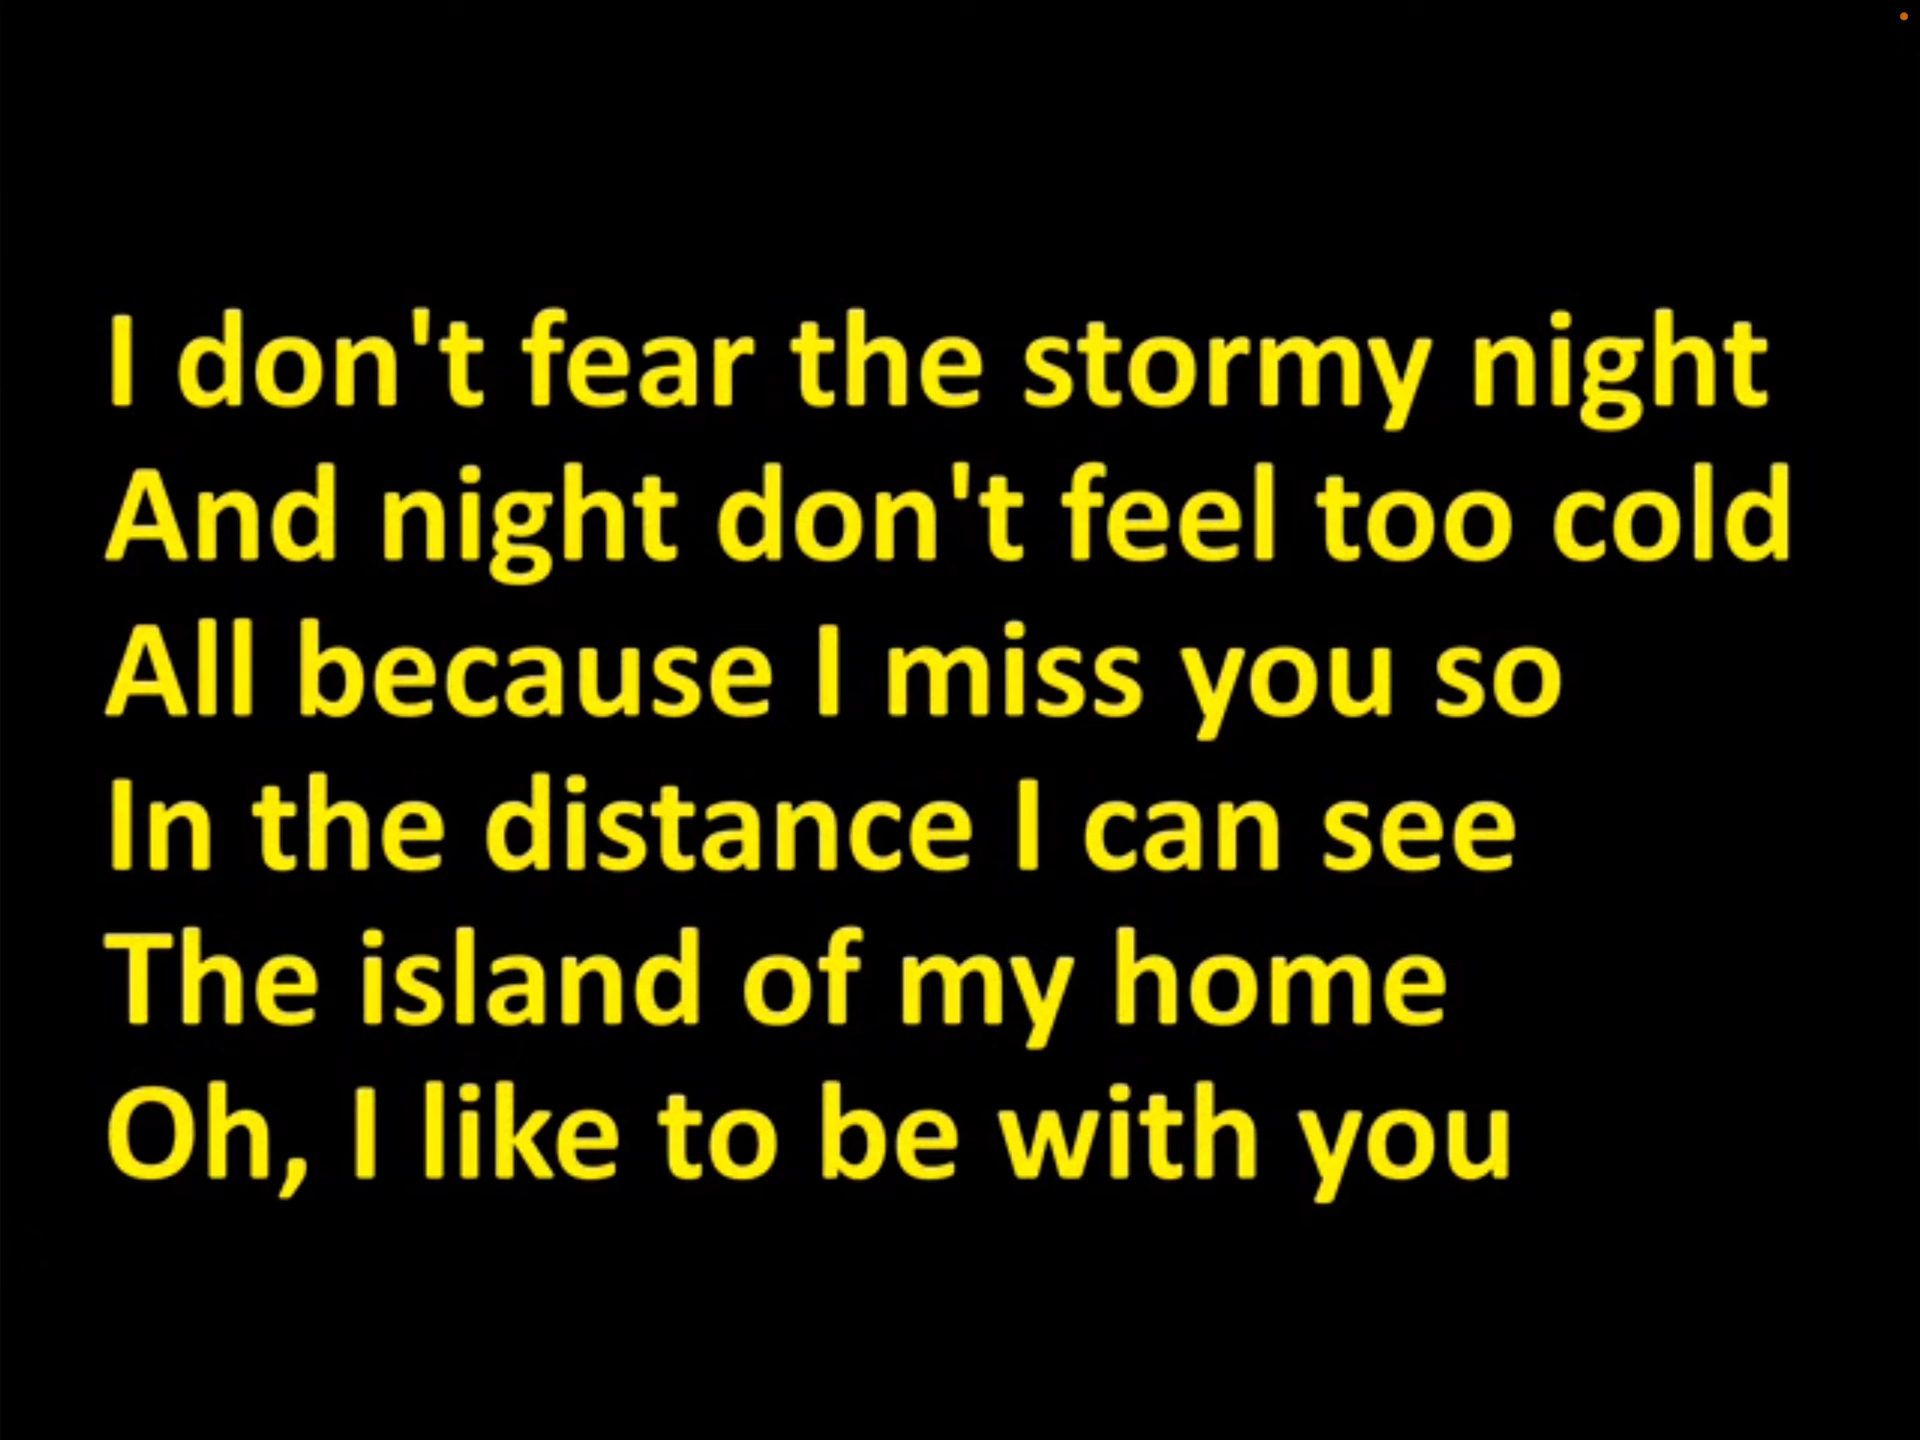 I don't fear the stormy night
And night don't feel too cold
All because I miss you so
In the distance I can see
The island of my home
Oh, I like to be with you